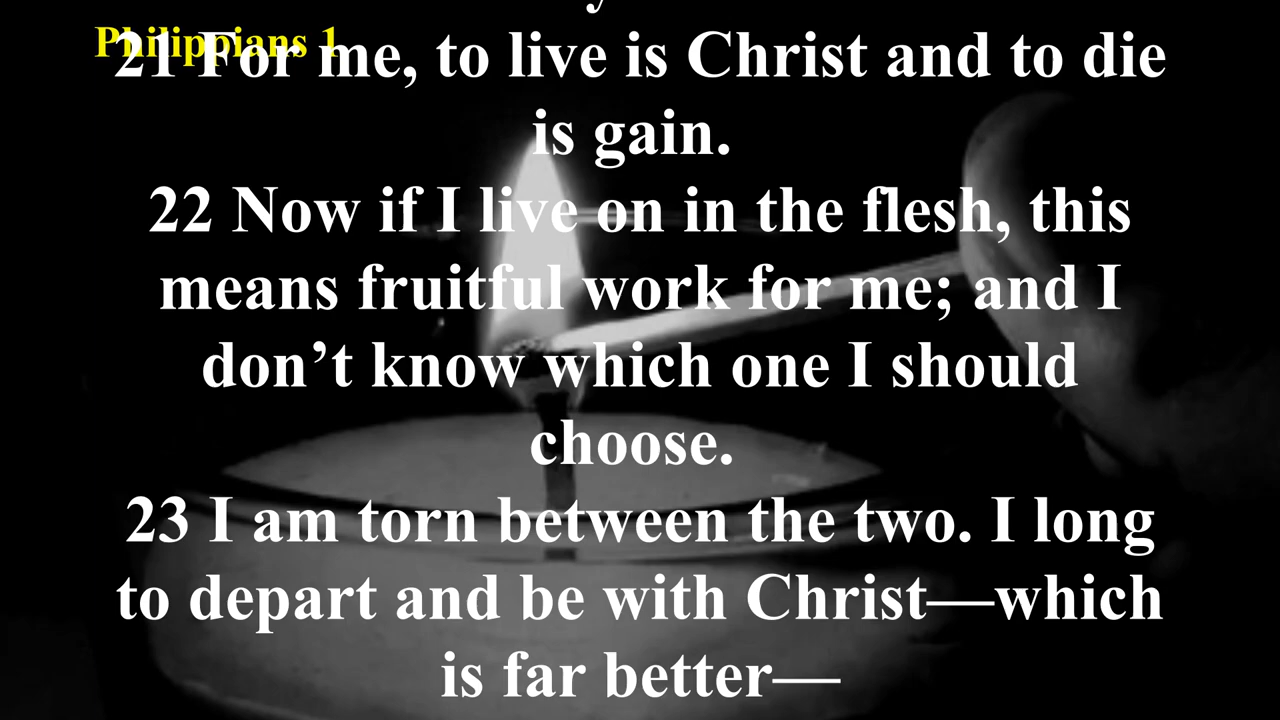 Philippians 1
21 For me, to live is Christ and to die
is gain.
22 Now if I live on in the flesh, this
means fruitful work for me; and I
don’t know which one I should
choose.
23 I am torn between the two. I long
to depart and be with Christ—which
is far better—